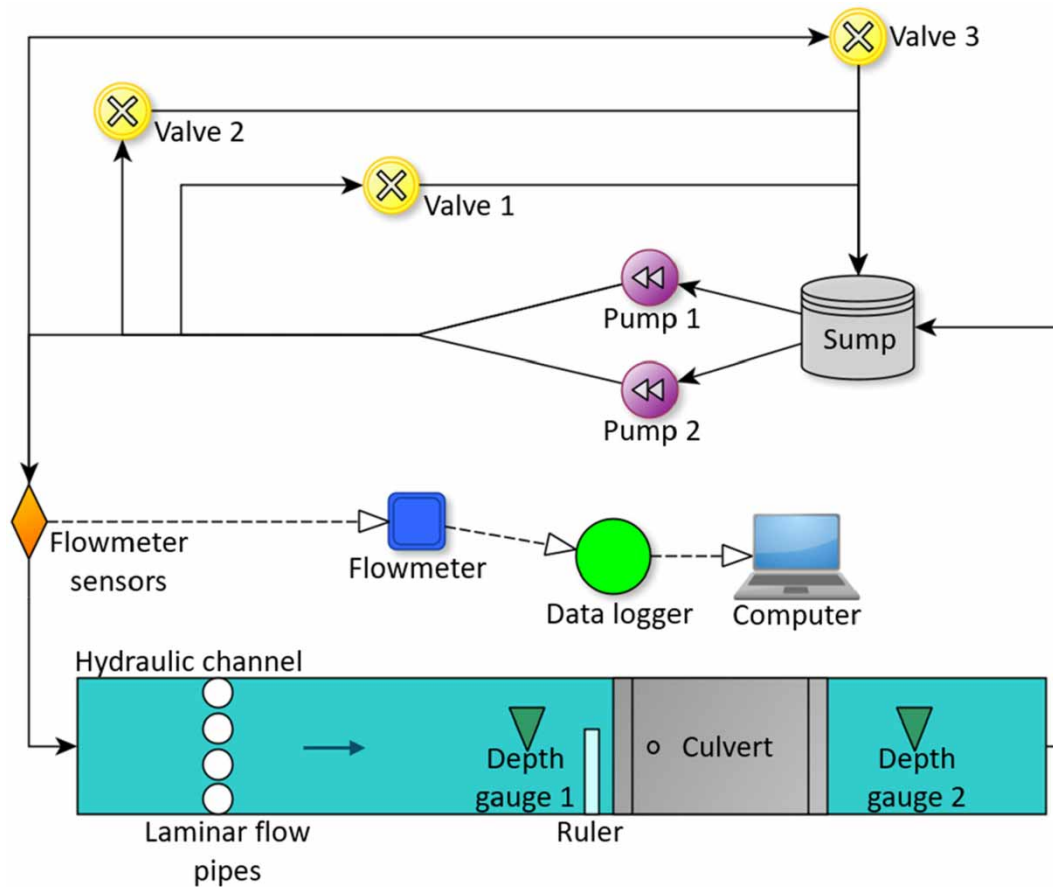 Valve 3
Valve 2
Valve 1
Pump 1
Sump
Pump 2
Flowmeter
sensors
Flowmeter
Data logger
Computer
Hydraulic channel
Depth
gauge 1
Culvert
Depth
gauge 2
Laminar flow
pipes
Ruler